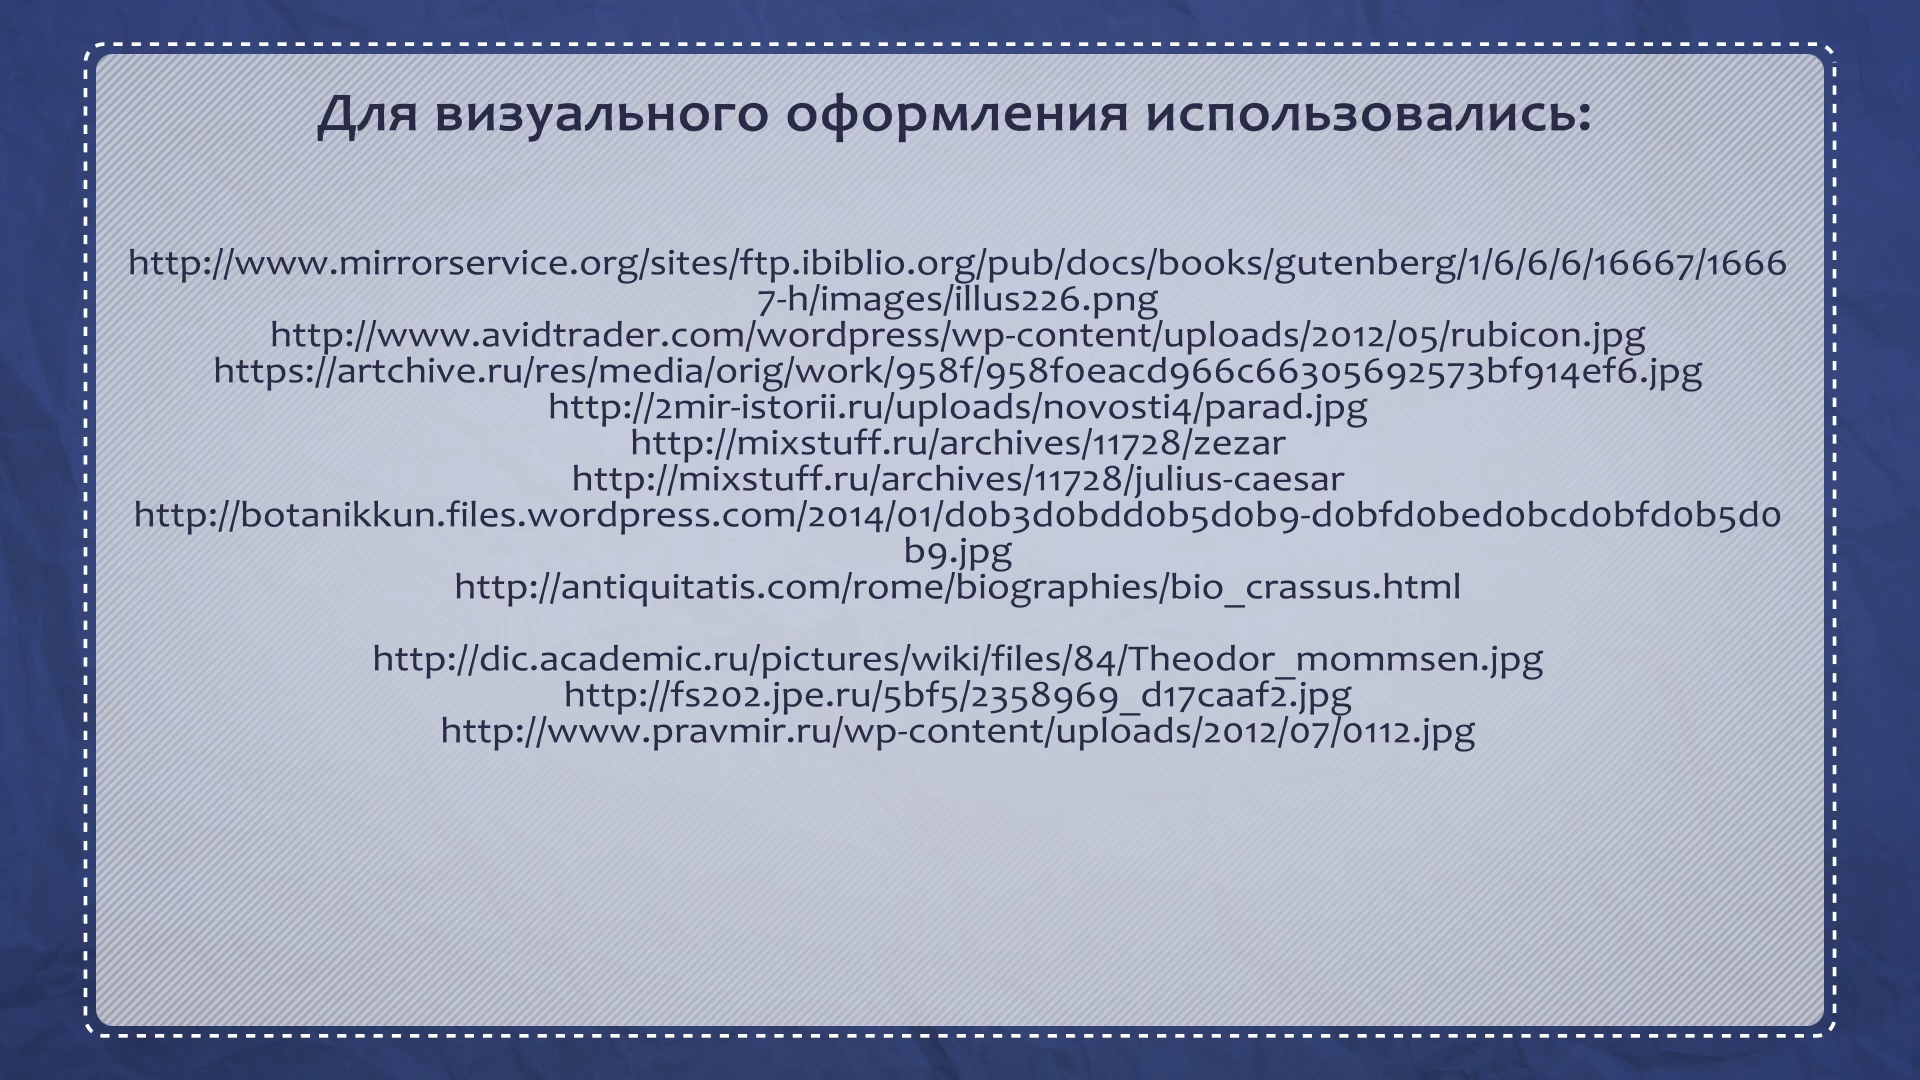 Для визуального оформления использовались:
http://www.mirrorservice.org/sites/ftp.ibiblio.org/pub/docs/books/gutenberg/1/6/6/6/16667/1666
7-h/images/illus226.png
http://www.avidtrader.com/wordpress/wp-content/uploads/2012/05/rubicon.jpg
https://artchive.ru/res/media/orig/work/958f/958f0eacd966c66305692573bf914ef6.jpg
http://2mir-istorii.ru/uploads/novosti4/parad.jpg
http://mixstuff.ru/archives/11728/zezar
http://mixstuff.ru/archives/11728/julius-caesar
http://botanikkun.files.wordpress.com/2014/01/d0b3d0bdd0b5d0b9-d0bfd0bed0bcd0bfd0b5d0
b9.jpg
http://antiquitatis.com/rome/biographies/bio_crassus.html
http://dic.academic.ru/pictures/wiki/files/84/Theodor_mommsen.jpg
http://fs202.jpe.ru/5bf5/2358969_d17caaf2.jpg
http://www.pravmir.ru/wp-content/uploads/2012/07/0112.jpg